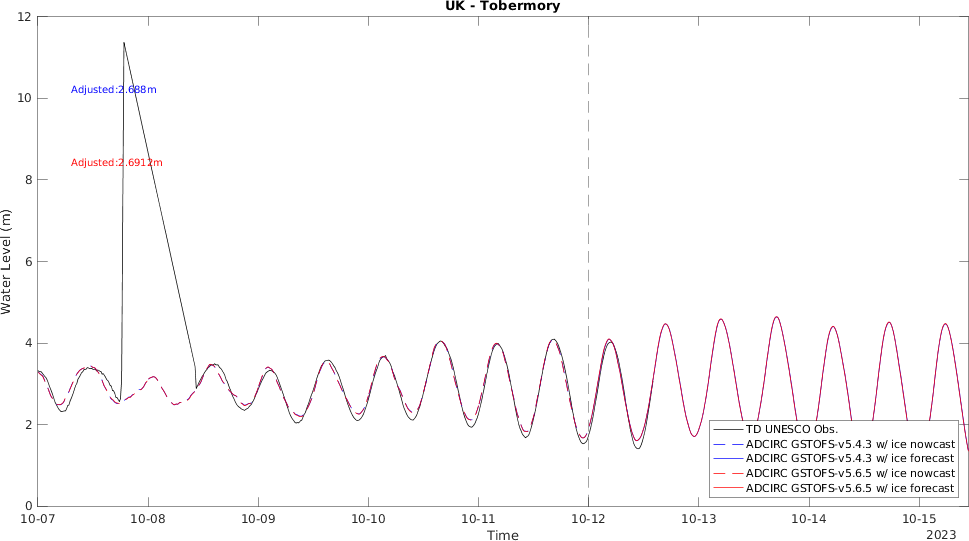 UK - Tobermory
12
10
8
6
4
2
0
Water Level (m)
Adjusted:2.688m
Adjusted:2.6912m
TD UNESCO Obs.
ADCIRC GSTOFS-v5.4.3 w/ ice nowcast
ADCIRC GSTOFS-v5.4.3 w/ ice forecast
ADCIRC GSTOFS-v5.6.5 w/ ice nowcast
ADCIRC GSTOFS-v5.6.5 w/ ice forecast
10-07 10-08 10-09 10-10 10-11 10-12 10-13 10-14 10-15
Time
2023